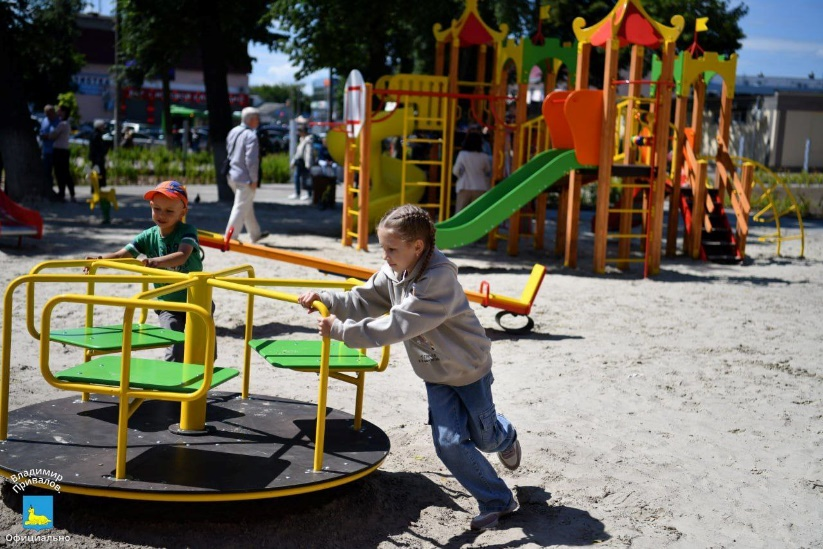 Владимир
Привалов
Официально